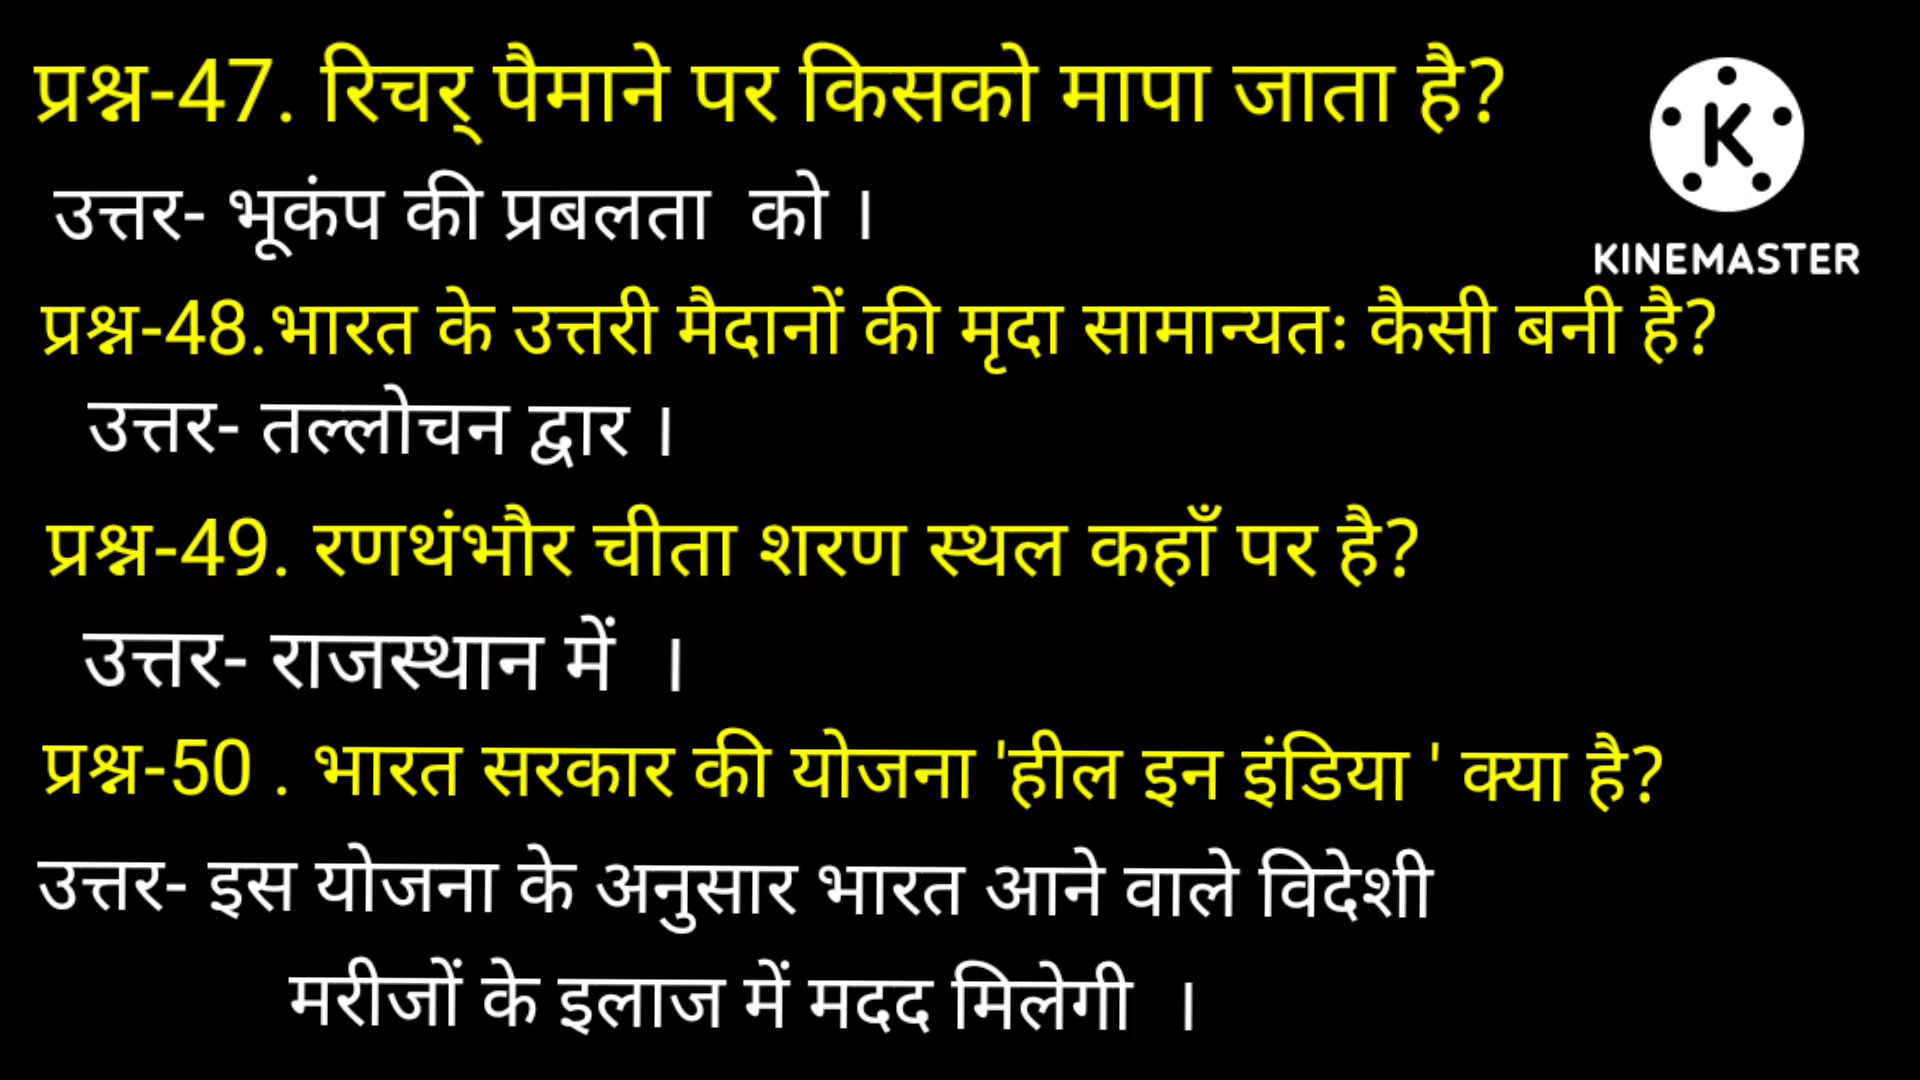 प्रश्न-47. रिचर् पैमाने पर किसको मापा जाता है?
K
KINEMASTER
उत्तर- भूकंप की प्रबलता को ।
प्रश्न-48.भारत के उत्तरी मैदानों की मृदा सामान्यतः कैसी बनी है?
उत्तर- तल्लोचन द्वार ।
प्रश्न-49. रणथंभौर चीता शरण स्थल कहाँ पर है?
उत्तर- राजस्थान में ।
प्रश्न-50 . भारत सरकार की योजना 'हील इन इंडिया ' क्या है?
उत्तर- इस योजना के अनुसार भारत आने वाले विदेशी
मरीजों के इलाज में मदद मिलेगी ।